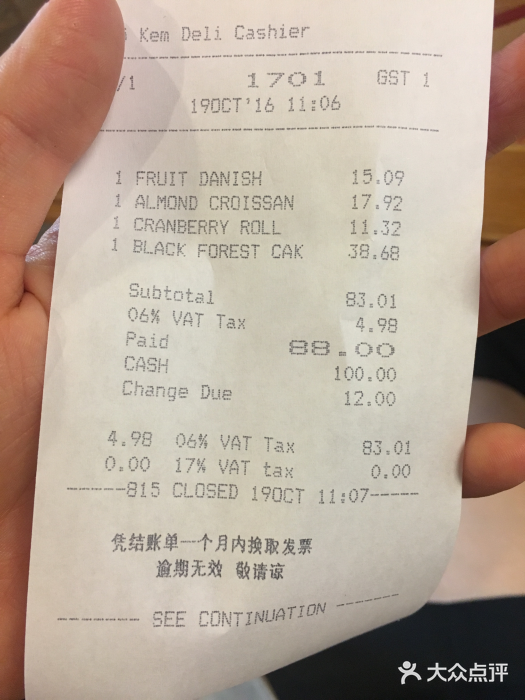 Kem Deli Cashier
/1 1701 GST 1
19OCT'16 11:06
1 FRUIT DANISH 15.09
1 ALMOND CROISSAN 17.92
1 CRANBERRY ROLL 11.32
1 BLACK FOREST CAK 38.68
Subtotal 83.01
06% VAT Tax 4.98
Paid 88.00
CASH 100.00
Change Due 12.00
4.98 06% VAT Tax 83.01
0.00 17% VAT tax 0.00
------815 CLOSED 19OCT 11:07-----
凭结账单一个月内换取发票
逾期无效 敬请谅
------ SEE CONTINUATION ------
大众点评